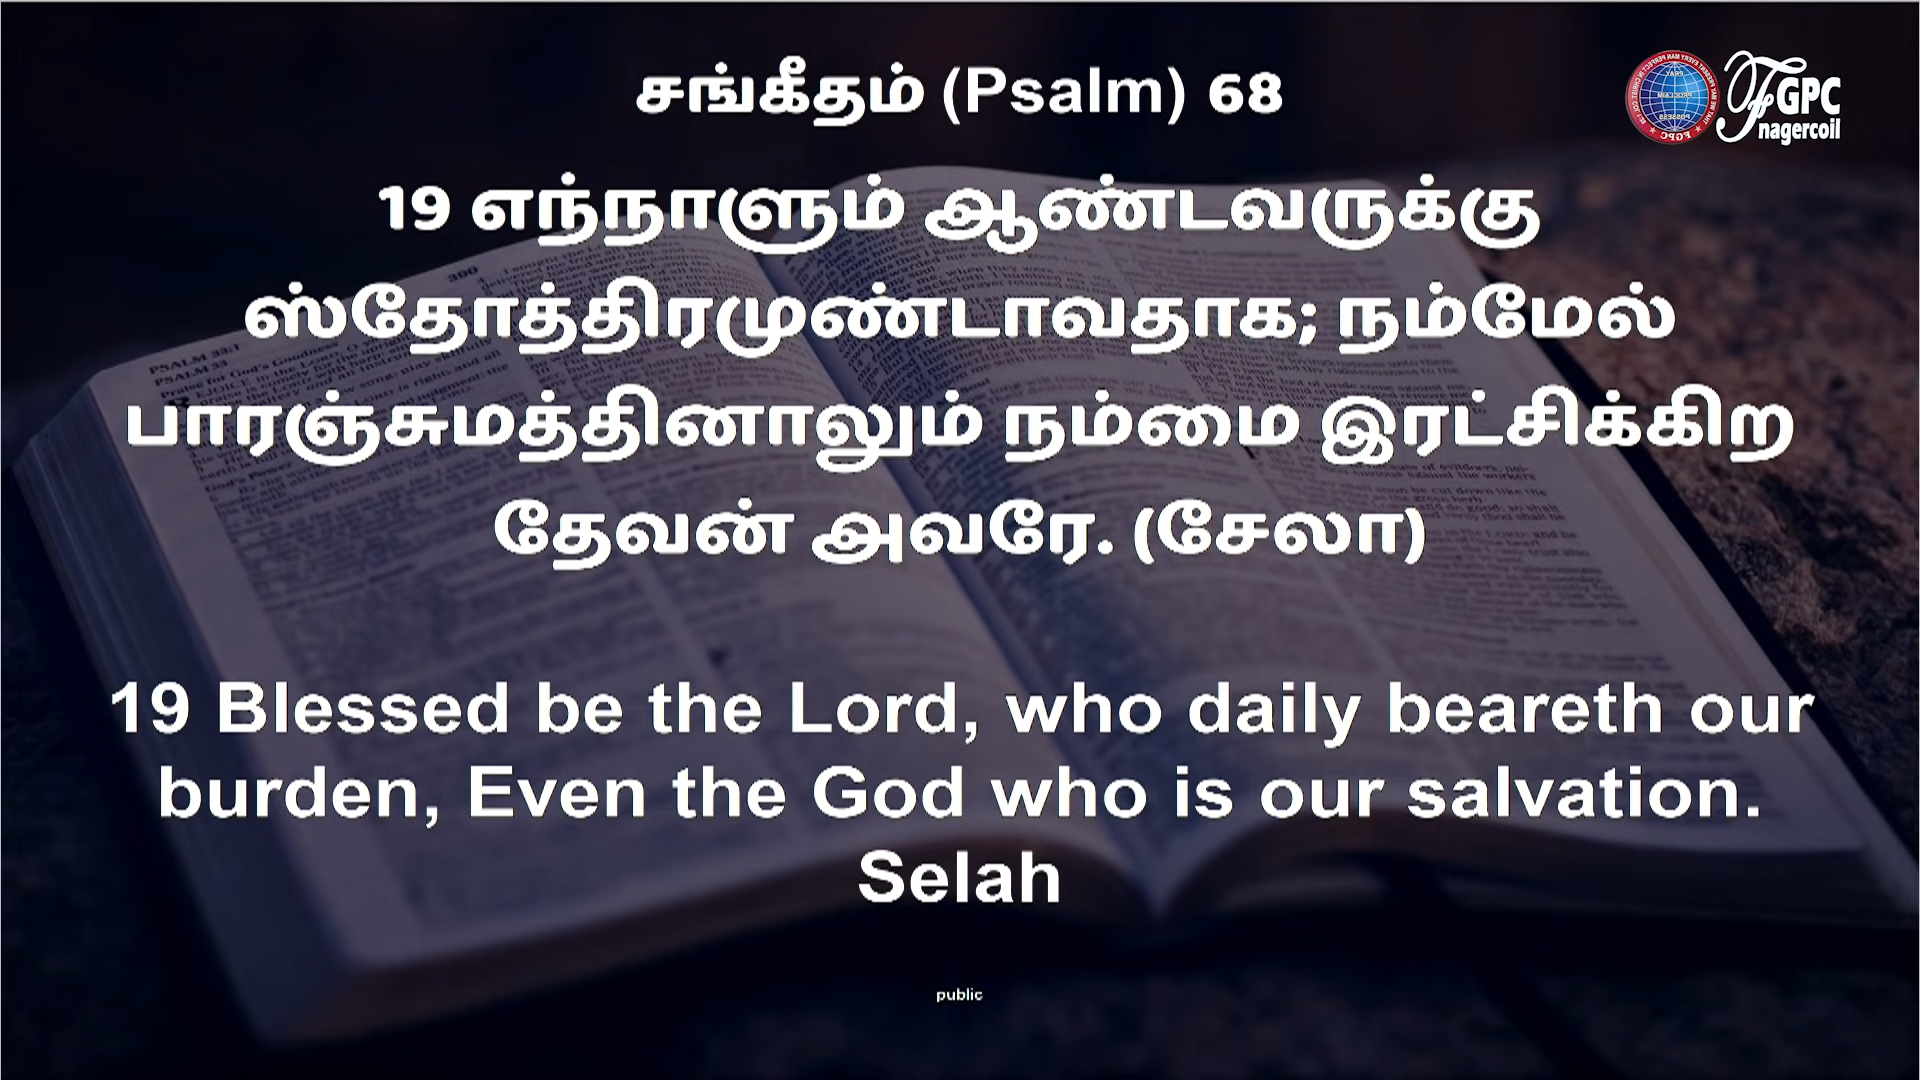 சங்கீதம் (Psalm) 68
FGPC
nagercoil
19 எந்நாளும் ஆண்டவருக்கு
ஸ்தோத்திரமுண்டாவதாக; நம்மேல்
பாரஞ்சுமத்தினாலும் நம்மை இரட்சிக்கிற
தேவன் அவரே. (சேலா)
19 Blessed be the Lord, who daily beareth our
burden, Even the God who is our salvation.
Selah
public